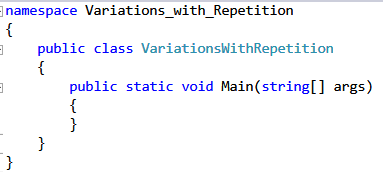 namespace Variations_with_Repetition
{
    public class VariationsWithRepetition
    {
        public static void Main(string[] args)
        {
        }
    }
}